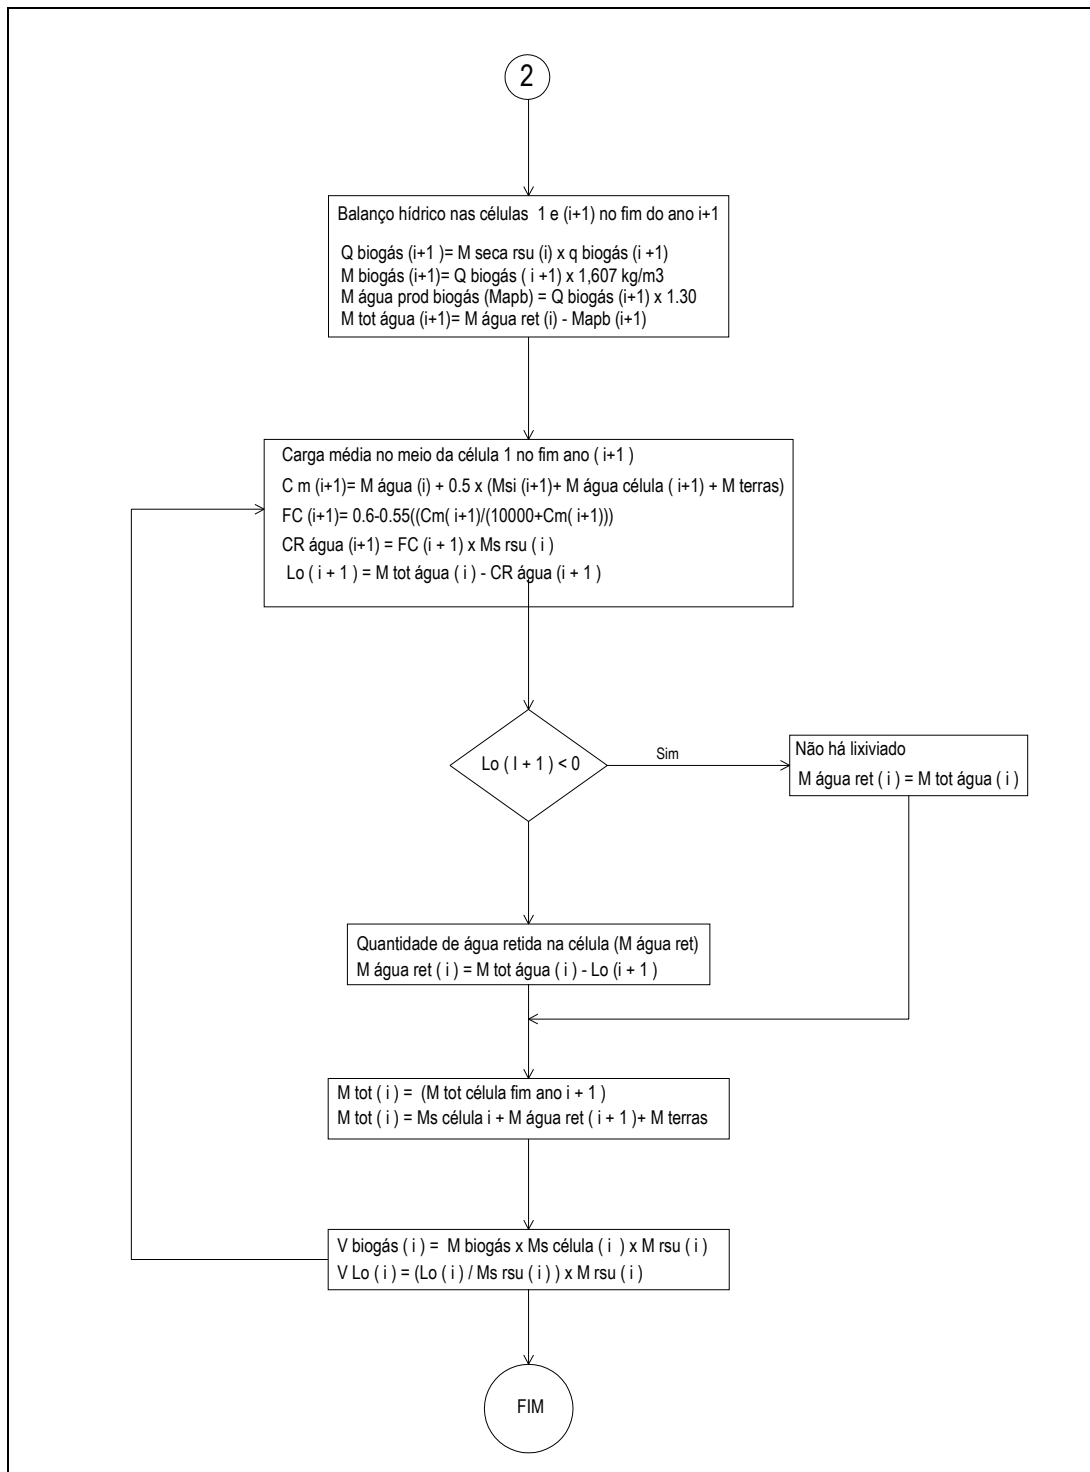 2
Balanço hídrico nas células 1 e (i+1) no fim do ano i+1
Q biogás (i+1 )= M seca rsu (i) x q biogás (i +1)
M biogás (i+1)= Q biogás ( i +1) x 1,607 kg/m3
M água prod biogás (Mapb) = Q biogás (i+1) x 1.30
M tot água (i+1)= M água ret (i) - Mapb (i+1)
Carga média no meio da célula 1 no fim ano ( i+1 )
C m (i+1)= M água (i) + 0.5 x (Msi (i+1)+ M água célula ( i+1) + M terras)
FC (i+1)= 0.6-0.55((Cm( i+1)/(10000+Cm( i+1)))
CR água (i+1) = FC (i + 1) x Ms rsu ( i )
Lo ( i + 1 ) = M tot água ( i ) - CR água (i + 1 )
Lo ( I + 1 ) < 0
Sim
Não há lixiviado
M água ret ( i ) = M tot água ( i )
Quantidade de água retida na célula (M água ret)
M água ret ( i ) = M tot água ( i ) - Lo (i + 1 )
M tot ( i ) = (M tot célula fim ano i + 1 )
M tot ( i ) = Ms célula i + M água ret ( i + 1 )+ M terras
V biogás ( i ) = M biogás x Ms célula ( i ) x M rsu ( i )
V Lo ( i ) = (Lo ( i ) / Ms rsu ( i ) ) x M rsu ( i )
FIM